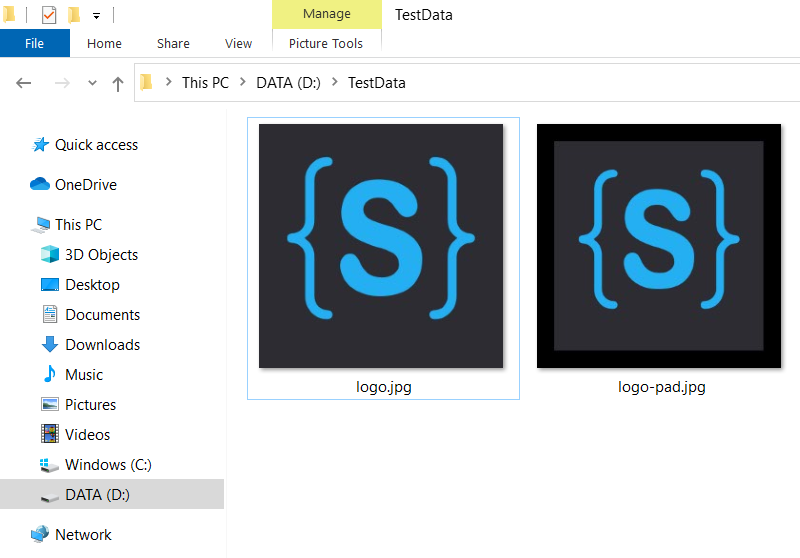 Manage
TestData
File
Home
Share
View
Picture Tools
This PC
DATA (D:)
TestData
Quick access
OneDrive
This PC
3D Objects
Desktop
Documents
Downloads
Music
Pictures
Videos
Windows (C:)
DATA (D:)
Network
{S}
{S}
logo.jpg
logo-pad.jpg